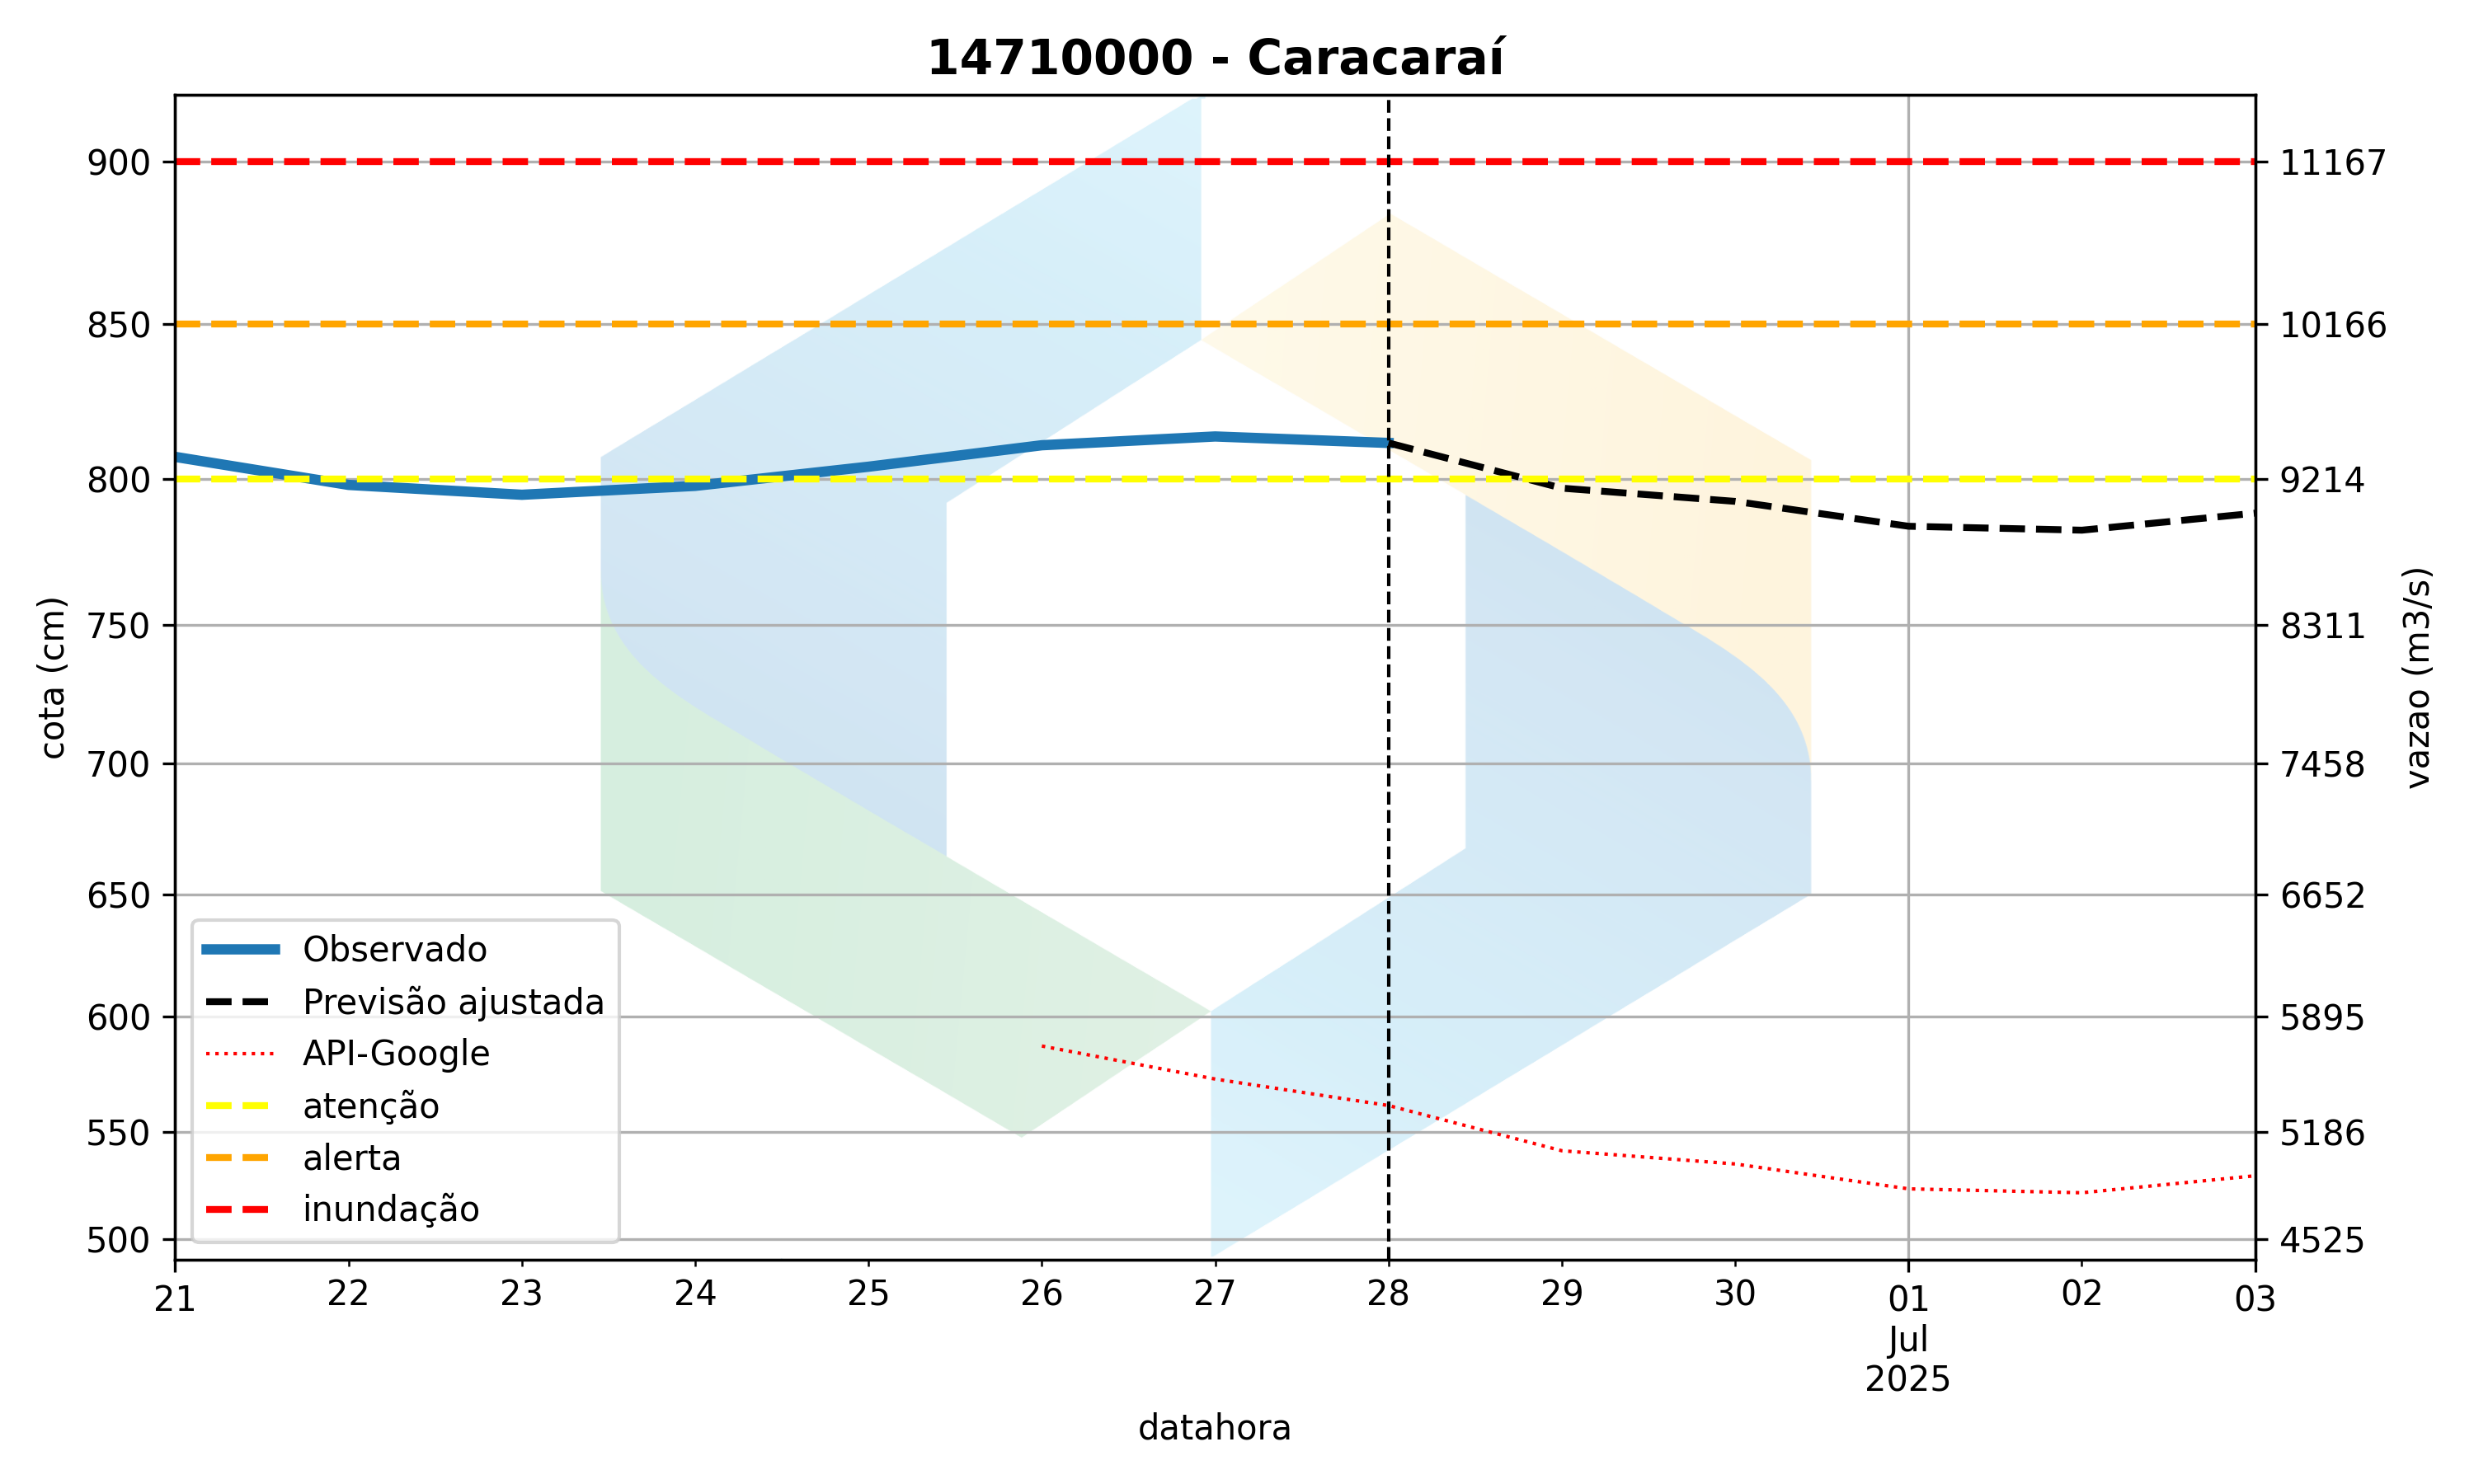 14710000 - Caracaraí
900
850
800
750
700
650
600
550
500
cota (cm)
11167
10166
9214
8311
7458
6652
5895
5186
4525
vazao (m3/s)
Observado
Previsão ajustada
API-Google
atenção
alerta
inundação
21 22 23 24 25 26 27 28 29 30 01 02 03
Jul
2025
datahora